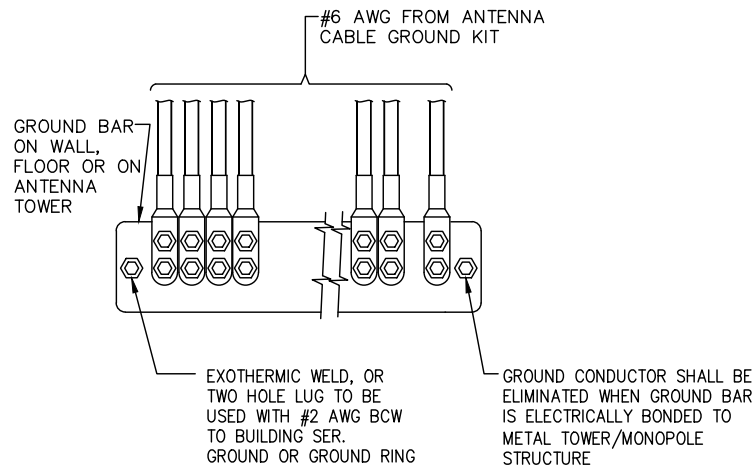 #6 AWG FROM ANTENNA
CABLE GROUND KIT
GROUND BAR
ON WALL,
FLOOR OR ON
ANTENNA
TOWER
EXOTHERMIC WELD, OR
TWO HOLE LUG TO BE
USED WITH #2 AWG BCW
TO BUILDING SER.
GROUND OR GROUND RING
GROUND CONDUCTOR SHALL BE
ELIMINATED WHEN GROUND BAR
IS ELECTRICALLY BONDED TO
METAL TOWER/MONOPOLE
STRUCTURE